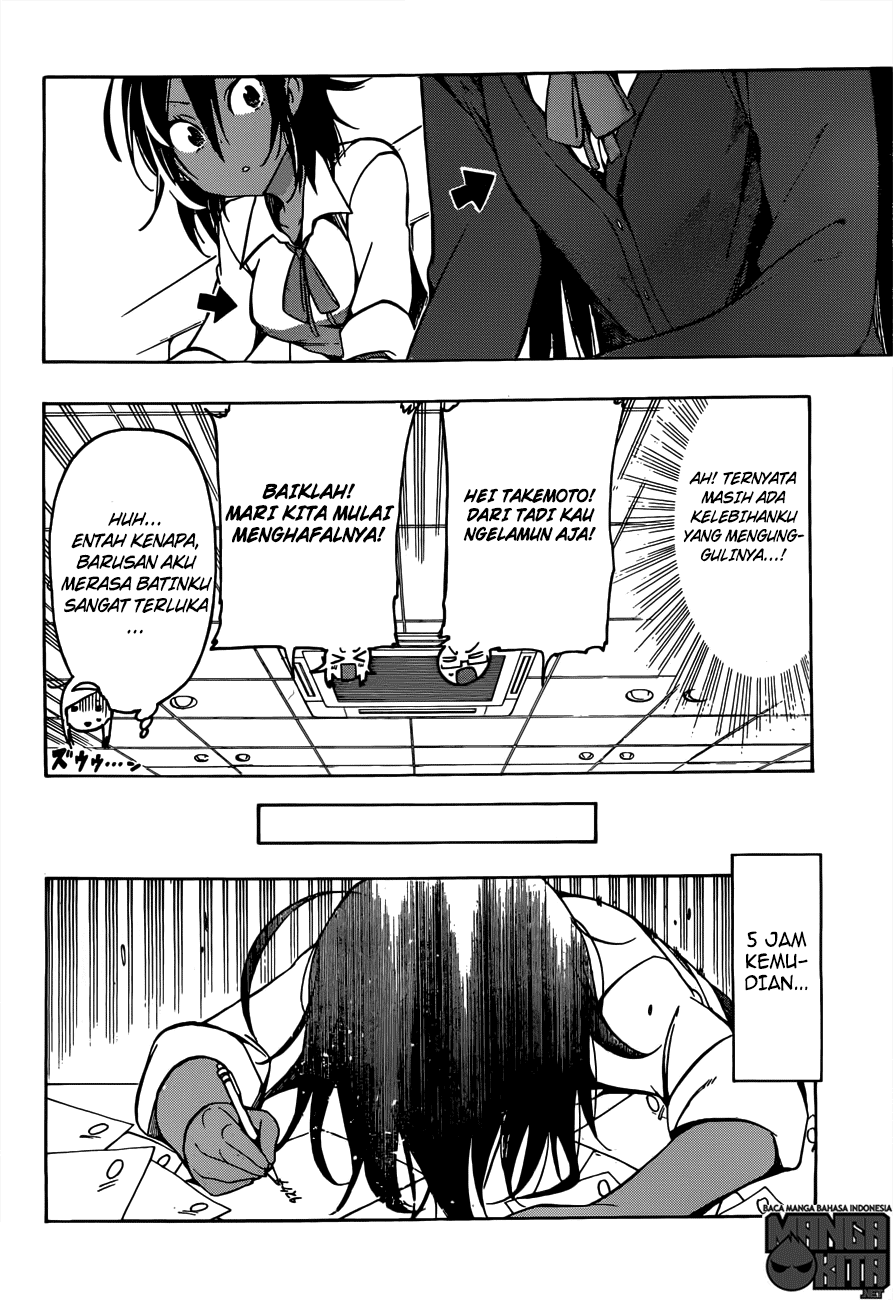 AH! TERNYATA
MASIH ADA
KELEBIHANKU
YANG MENGUNG-
GULINYA...!
HEI TAKEMOTO!
DARI TADI KAU
NGELAMUN AJA!
BAIKLAH!
MARI KITA MULAI
MENGHAFALNYA!
HUH...
ENTAH KENAPA,
BARUSAN AKU
MERASA BATINKU
SANGAT TERLUKA
...
ズゥゥ...ン
5 JAM
KEMU-
DIAN...
BACA MANGA BAHASA INDONESIA
MANGA
KITA
.NET